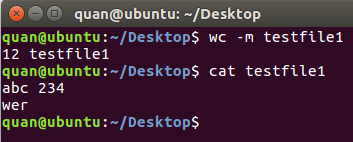 quan@ubuntu: ~/Desktop
quan@ubuntu:~/Desktop$ wc -m testfile1
12 testfile1
quan@ubuntu:~/Desktop$ cat testfile1
abc 234
wer
quan@ubuntu:~/Desktop$